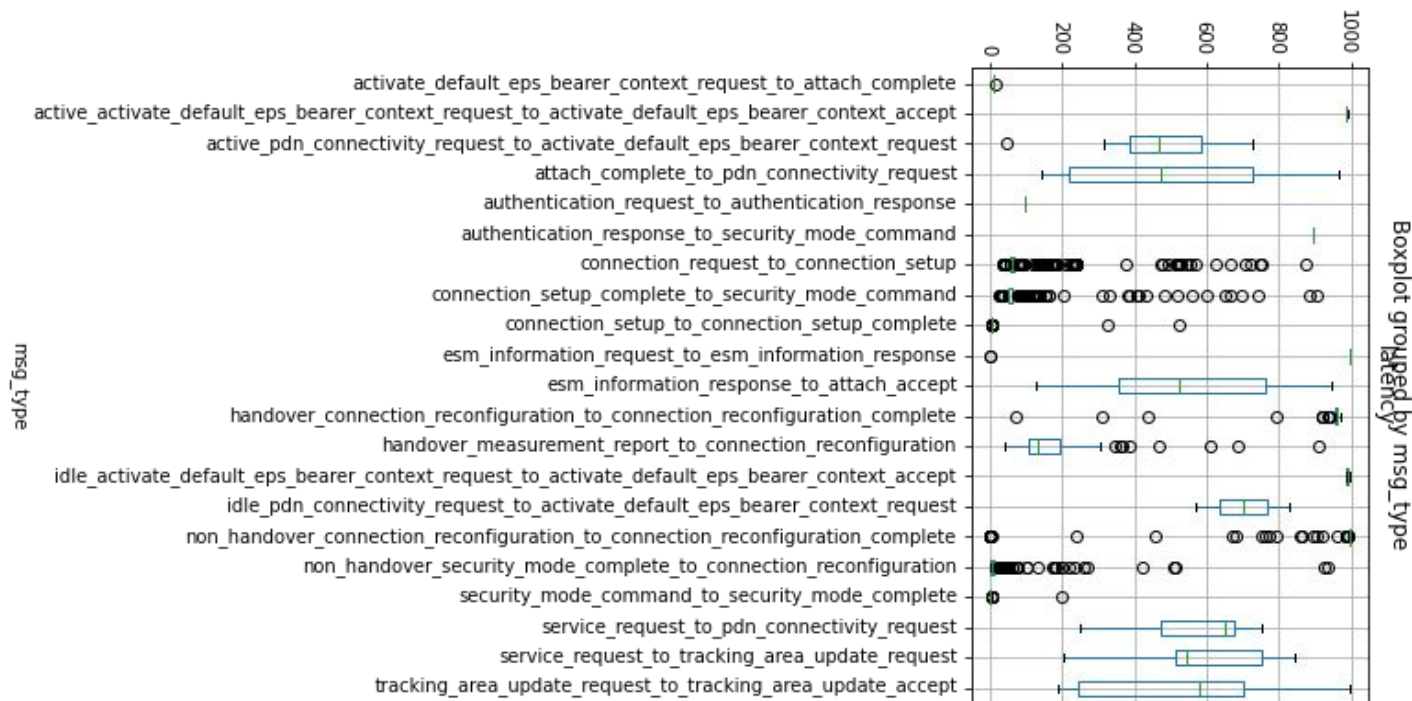 0
200
400
600
800
1000
activate_default_eps_bearer_context_request_to_attach_complete
active_activate_default_eps_bearer_context_request_to_activate_default_eps_bearer_context_accept
active_pdn_connectivity_request_to_activate_default_eps_bearer_context_request
attach_complete_to_pdn_connectivity_request
authentication_request_to_authentication_response
authentication_response_to_security_mode_command
connection_request_to_connection_setup
connection_setup_complete_to_security_mode_command
connection_setup_to_connection_setup_complete
esm_information_request_to_esm_information_response
esm_information_response_to_attach_accept
handover_connection_reconfiguration_to_connection_reconfiguration_complete
handover_measurement_report_to_connection_reconfiguration
idle_activate_default_eps_bearer_context_request_to_activate_default_eps_bearer_context_accept
idle_pdn_connectivity_request_to_activate_default_eps_bearer_context_request
non_handover_connection_reconfiguration_to_connection_reconfiguration_complete
non_handover_security_mode_complete_to_connection_reconfiguration
security_mode_command_to_security_mode_complete
service_request_to_pdn_connectivity_request
service_request_to_tracking_area_update_request
tracking_area_update_request_to_tracking_area_update_accept
msg_type
Boxplot grouped by msg_type
latency